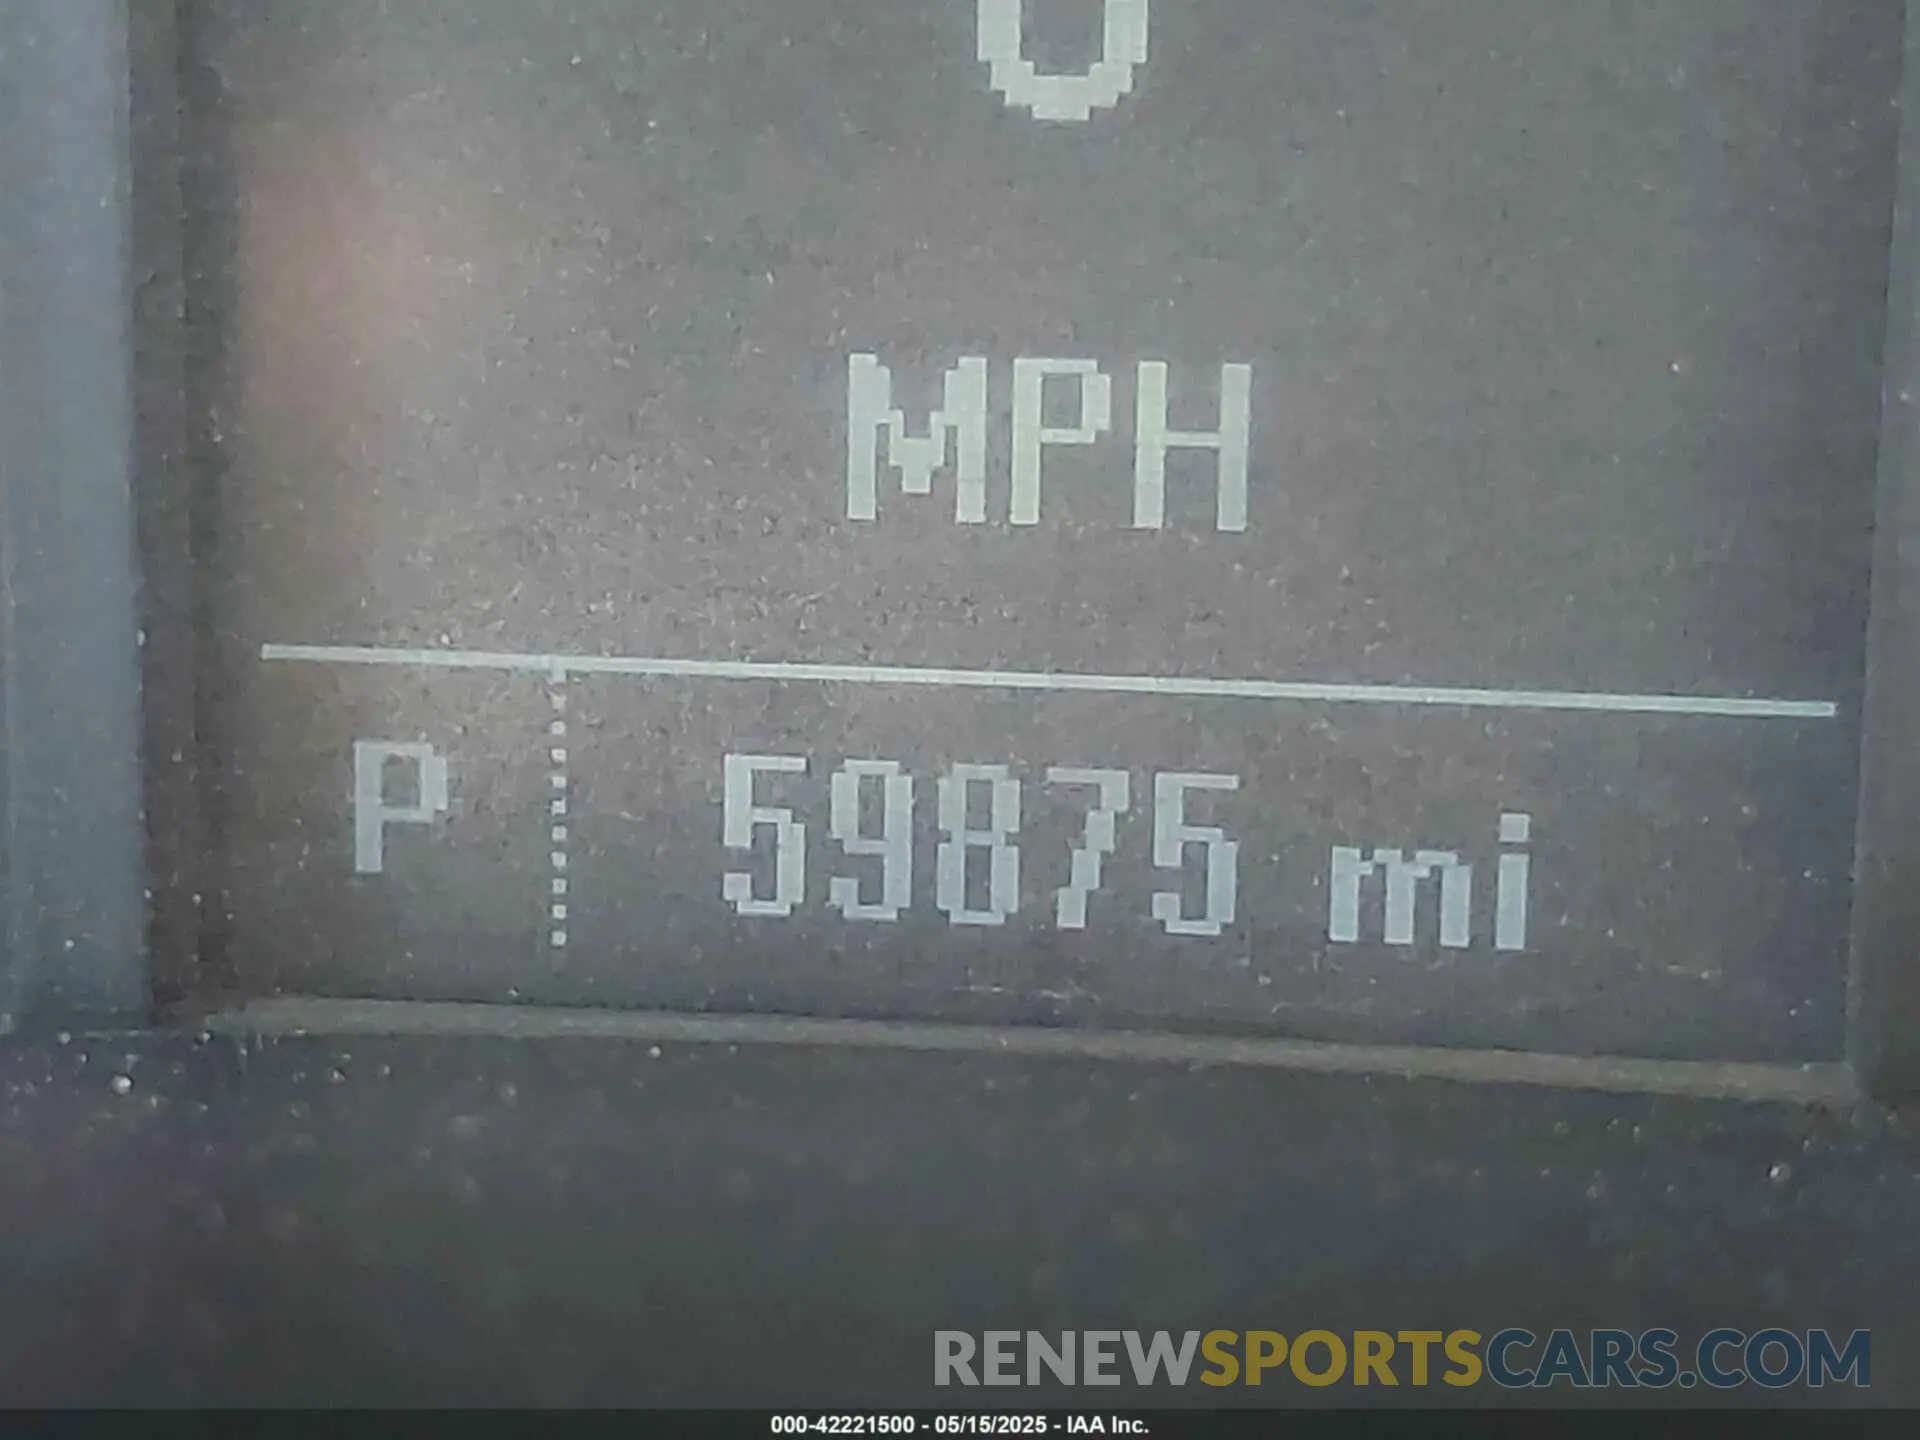 0
MPH
P 59875 mi
RENEWSPORTSCARS.COM
000-42221500 - 05/15/2025 - IAA Inc.